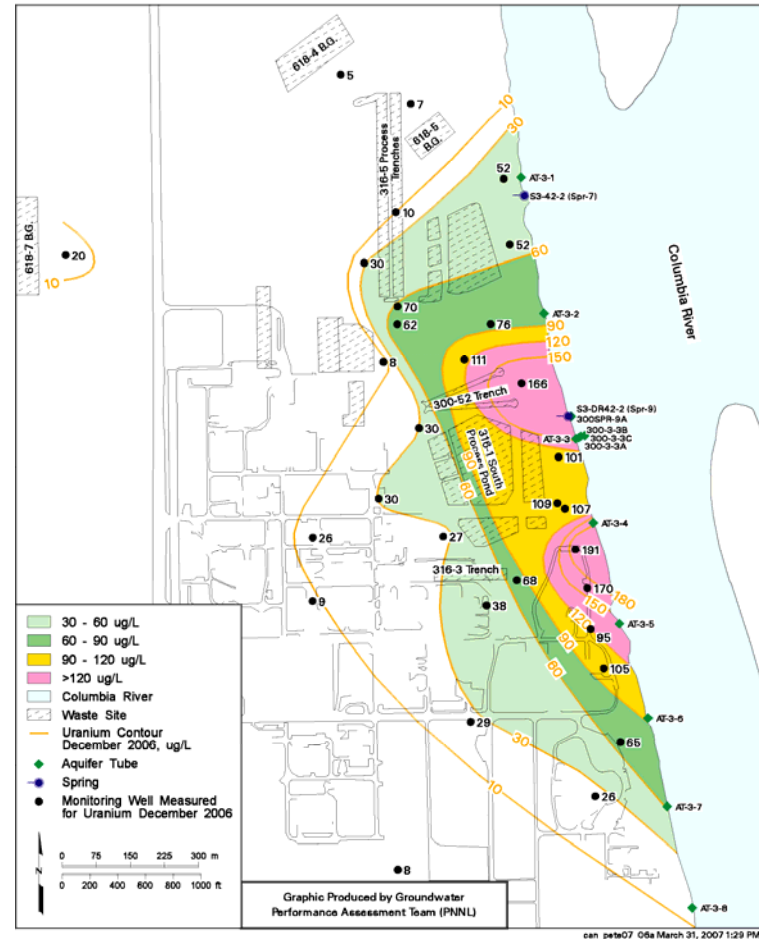 618-4 B.G.
5
7
618-5
B.G.
316-5 Process
Trenches
10
30
52
AT-3-1
S3-42-2 (Spr-7)
10
618-7 B.G.
20
10
30
52
60
Columbia River
70
62
76
AT-3-2
90
120
150
8
111
166
300-52 Trench
S3-DR42-2 (Spr-9)
300SPR-9A
300-3-3B
AT-3-3
300-3-3C
300-3-3A
30
316-1 South
Process Pond
90
60
101
30
109
107
AT-3-4
26
27
191
316-3 Trench
68
170
180
150
9
38
120
95
AT-3-5
90
105
60
30 - 60 ug/L
60 - 90 ug/L
90 - 120 ug/L
>120 ug/L
Columbia River
Waste Site
Uranium Contour
December 2006, ug/L
Aquifer Tube
Spring
Monitoring Well Measured
for Uranium December 2006
29
30
AT-3-6
65
10
26
AT-3-7
N
0 75 150 225 300 m
0 200 400 600 800 1000 ft
8
AT-3-8
Graphic Produced by Groundwater
Performance Assessment Team (PNNL)
can_pete07_06a March 31, 2007 1:29 PM